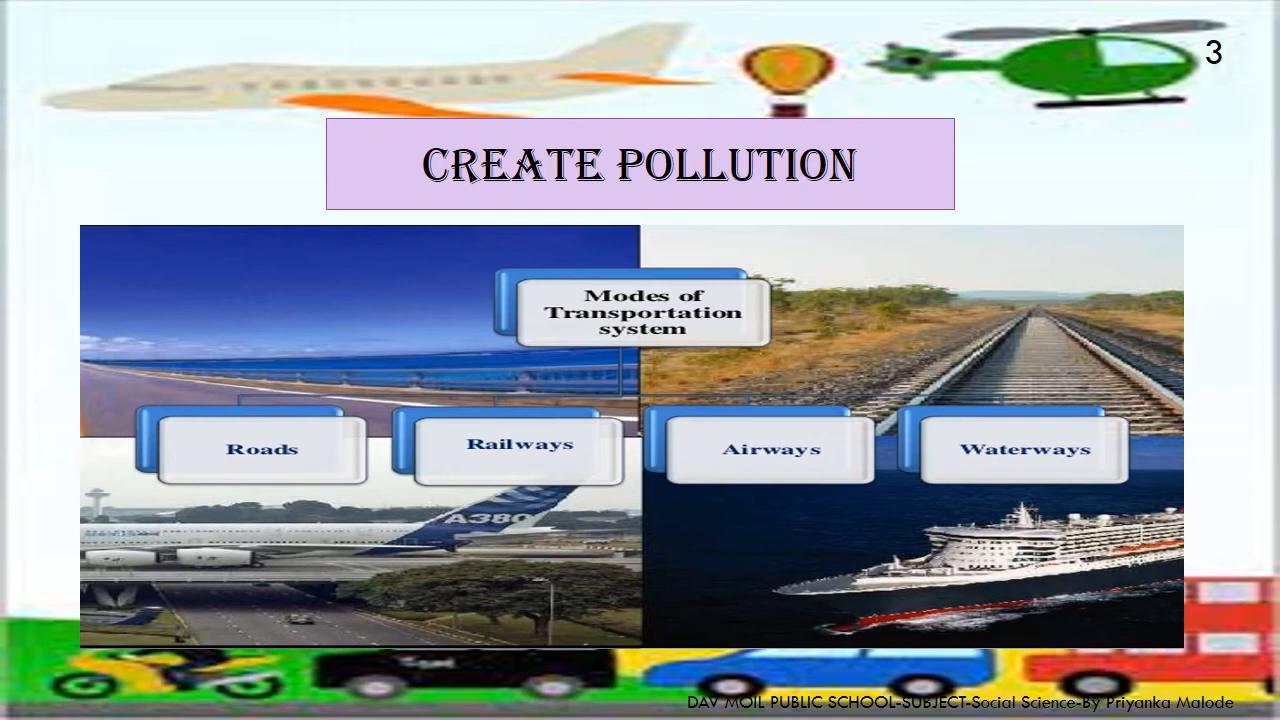 3
CREATE POLLUTION
Modes of
Transportation
system
Roads
Railways
Airways
Waterways
A380
DAV MOIL PUBLIC SCHOOL-SUBJECT-Social Science-By Priyanka Malode